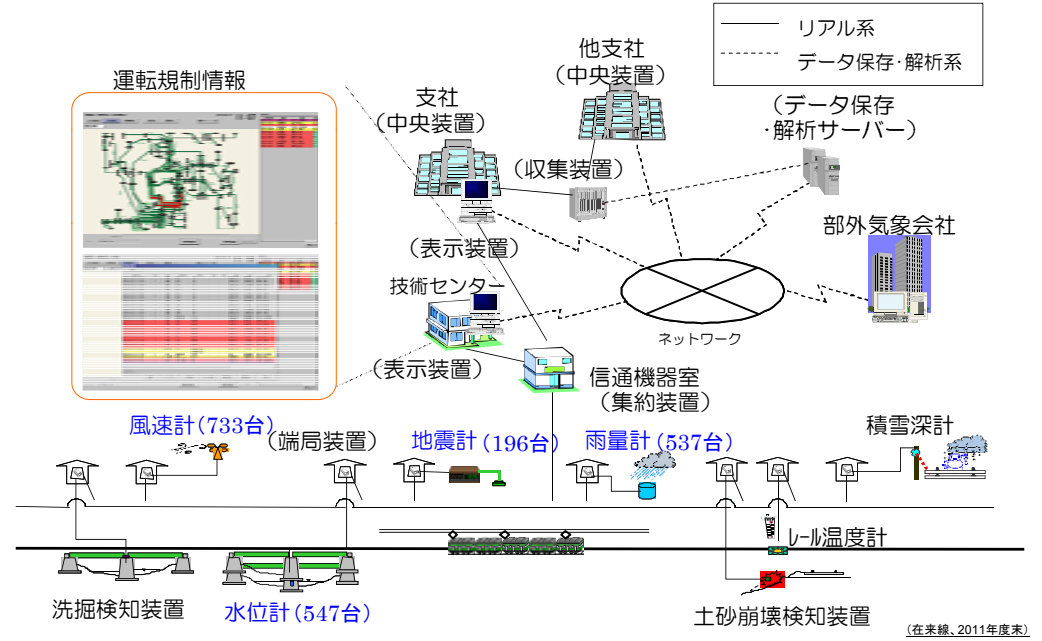 リアル系
データ保存・解析系
他支社
（中央装置）
運転規制情報
支社
（中央装置）
（データ保存
・解析サーバー）
（収集装置）
部外気象会社
（表示装置）
技術センター
ネットワーク
（表示装置）
信通機器室
（集約装置）
風速計(733台)
（端局装置）
地震計(196台)
雨量計(537台)
積雪深計
レール温度計
洗掘検知装置
水位計(547台)
土砂崩壊検知装置
（在来線、2011年度末）